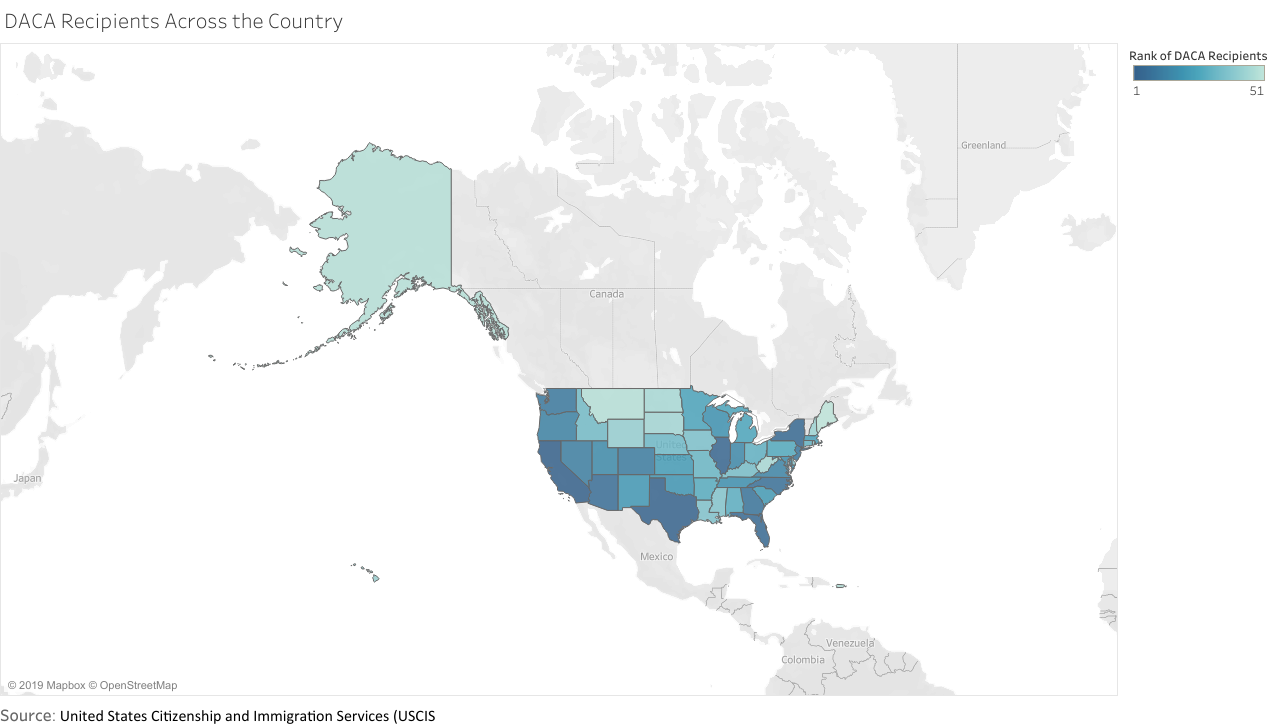 DACA Recipients Across the Country
Rank of DACA Recipients
1 51
Greenland
Canada
United
States
Japan
Mexico
Venezuela
Colombia
© 2019 Mapbox © OpenStreetMap
Source: United States Citizenship and Immigration Services (USCIS